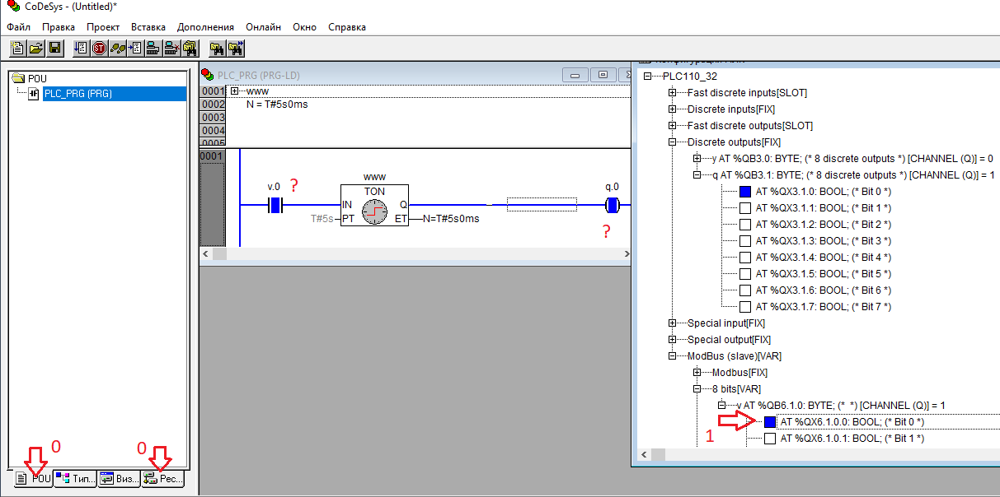 CoDeSys - (Untitled)*
Файл Правка Проект Вставка Дополнения Онлайн Окно Справка
POU
PLC_PRG (PRG)
PLC_PRG (PRG-LD)
0001 www
0002 N = T#5s0ms
0003
0004
0005
0001
www
v.0 ? TON q.0
IN Q
T#5s PT ET N=T#5s0ms
?
PLC110_32
Fast discrete inputs[SLOT]
Discrete inputs[FIX]
Fast discrete outputs[SLOT]
Discrete outputs[FIX]
y AT %QB3.0: BYTE; (* 8 discrete outputs *) [CHANNEL (Q)] = 0
q AT %QB3.1: BYTE; (* 8 discrete outputs *) [CHANNEL (Q)] = 1
AT %QX3.1.0: BOOL; (* Bit 0 *)
AT %QX3.1.1: BOOL; (* Bit 1 *)
AT %QX3.1.2: BOOL; (* Bit 2 *)
AT %QX3.1.3: BOOL; (* Bit 3 *)
AT %QX3.1.4: BOOL; (* Bit 4 *)
AT %QX3.1.5: BOOL; (* Bit 5 *)
AT %QX3.1.6: BOOL; (* Bit 6 *)
AT %QX3.1.7: BOOL; (* Bit 7 *)
Special input[FIX]
Special output[FIX]
ModBus (slave)[VAR]
Modbus[FIX]
8 bits[VAR]
v AT %QB6.1.0: BYTE; (* *) [CHANNEL (Q)] = 1
AT %QX6.1.0.0: BOOL; (* Bit 0 *)
1 AT %QX6.1.0.1: BOOL; (* Bit 1 *)
0 0
POU Тип... Виз... Рес...